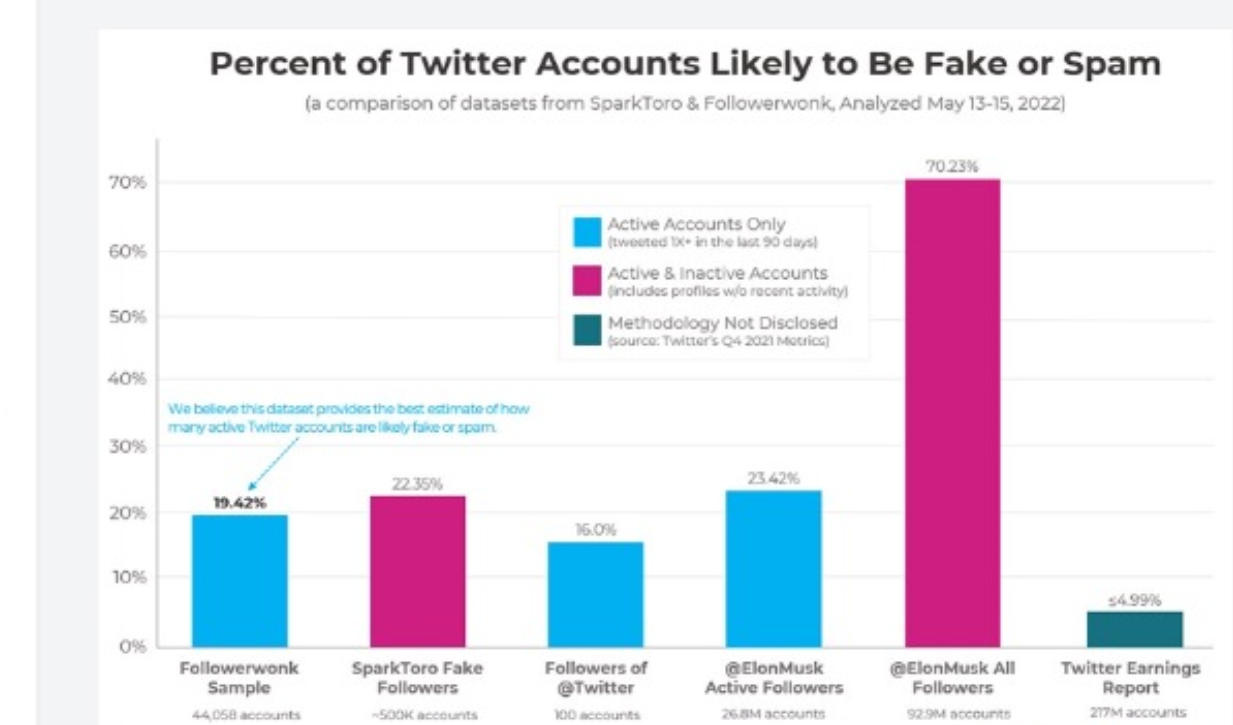 Percent of Twitter Accounts Likely to Be Fake or Spam
(a comparison of datasets from SparkToro & Followerwonk, Analyzed May 13-15, 2022)
70%
60%
50%
40%
30%
20%
10%
0%
Active Accounts Only
(tweeted 1X+ in the last 90 days)
Active & Inactive Accounts
(includes profiles w/o recent activity)
Methodology Not Disclosed
(source: Twitter's Q4 2021 Metrics)
We believe this dataset provides the best estimate of how
many active Twitter accounts are likely fake or spam.
19.42%
22.35%
16.0%
23.42%
70.23%
≤4.99%
Followerwonk
Sample
44,058 accounts
SparkToro Fake
Followers
~500K accounts
Followers of
@Twitter
100 accounts
@ElonMusk
Active Followers
26.8M accounts
@ElonMusk All
Followers
92.9M accounts
Twitter Earnings
Report
217M accounts